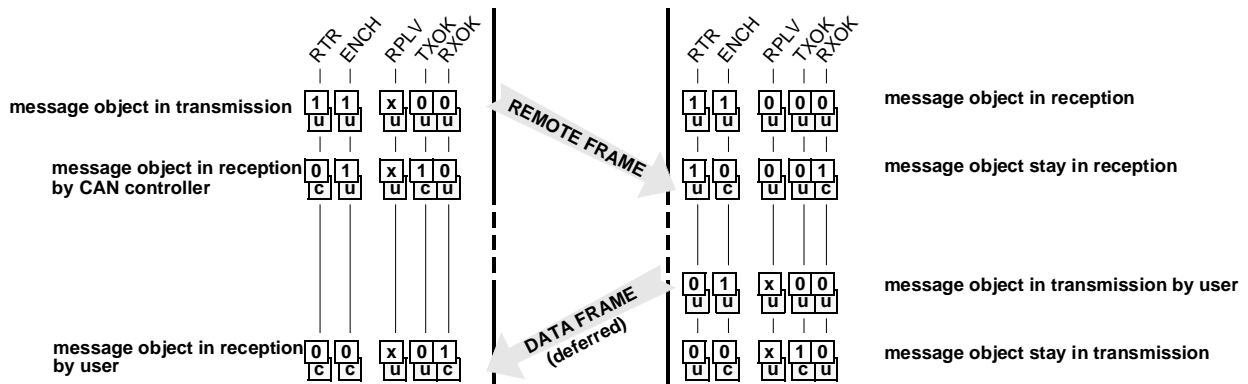 RTR ENCH RPLV TXOK RXOK
RTR ENCH RPLV TXOK RXOK
message object in transmission
1 1 x 0 0
u u u u u
REMOTE FRAME
1 1 0 0 0
u u u u u
message object in reception
message object in reception
by CAN controller
0 1 x 1 0
c u u c u
1 0 0 0 1
u c u u c
message object stay in reception
0 1 x 0 0
u u u u u
message object in transmission by user
DATA FRAME
(deferred)
message object in reception
by user
0 0 x 0 1
c c u u c
0 0 x 1 0
u c u c u
message object stay in transmission